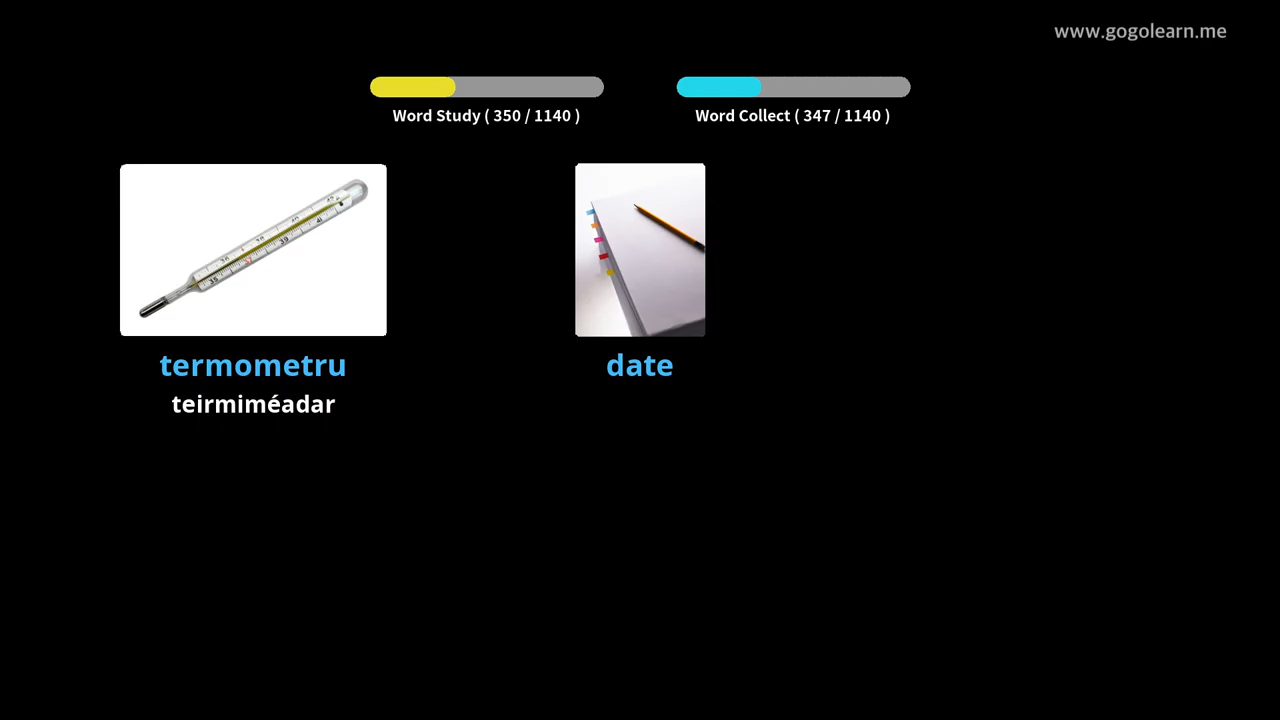 www.gogolearn.me
Word Study ( 350 / 1140 )
Word Collect ( 347 / 1140 )
termometru
teirmiméadar
date